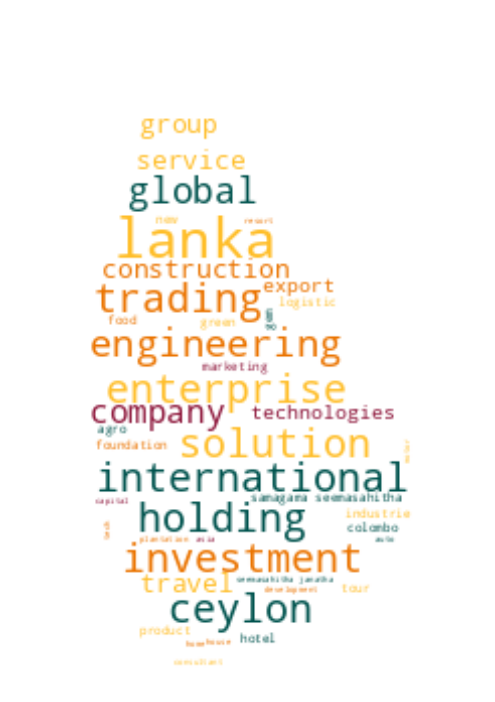 group
service
global
new resort
lanka
construction
export
trading
logistic
food green
engineering
marketing
enterprise
company technologies
agro
foundation solution
international
capital samagama seemasahitha
holding industrie
colombo
plantation asia auto
investment
seemasahitha janatha
travel development tour
ceylon
product
hotel
home house
consultant